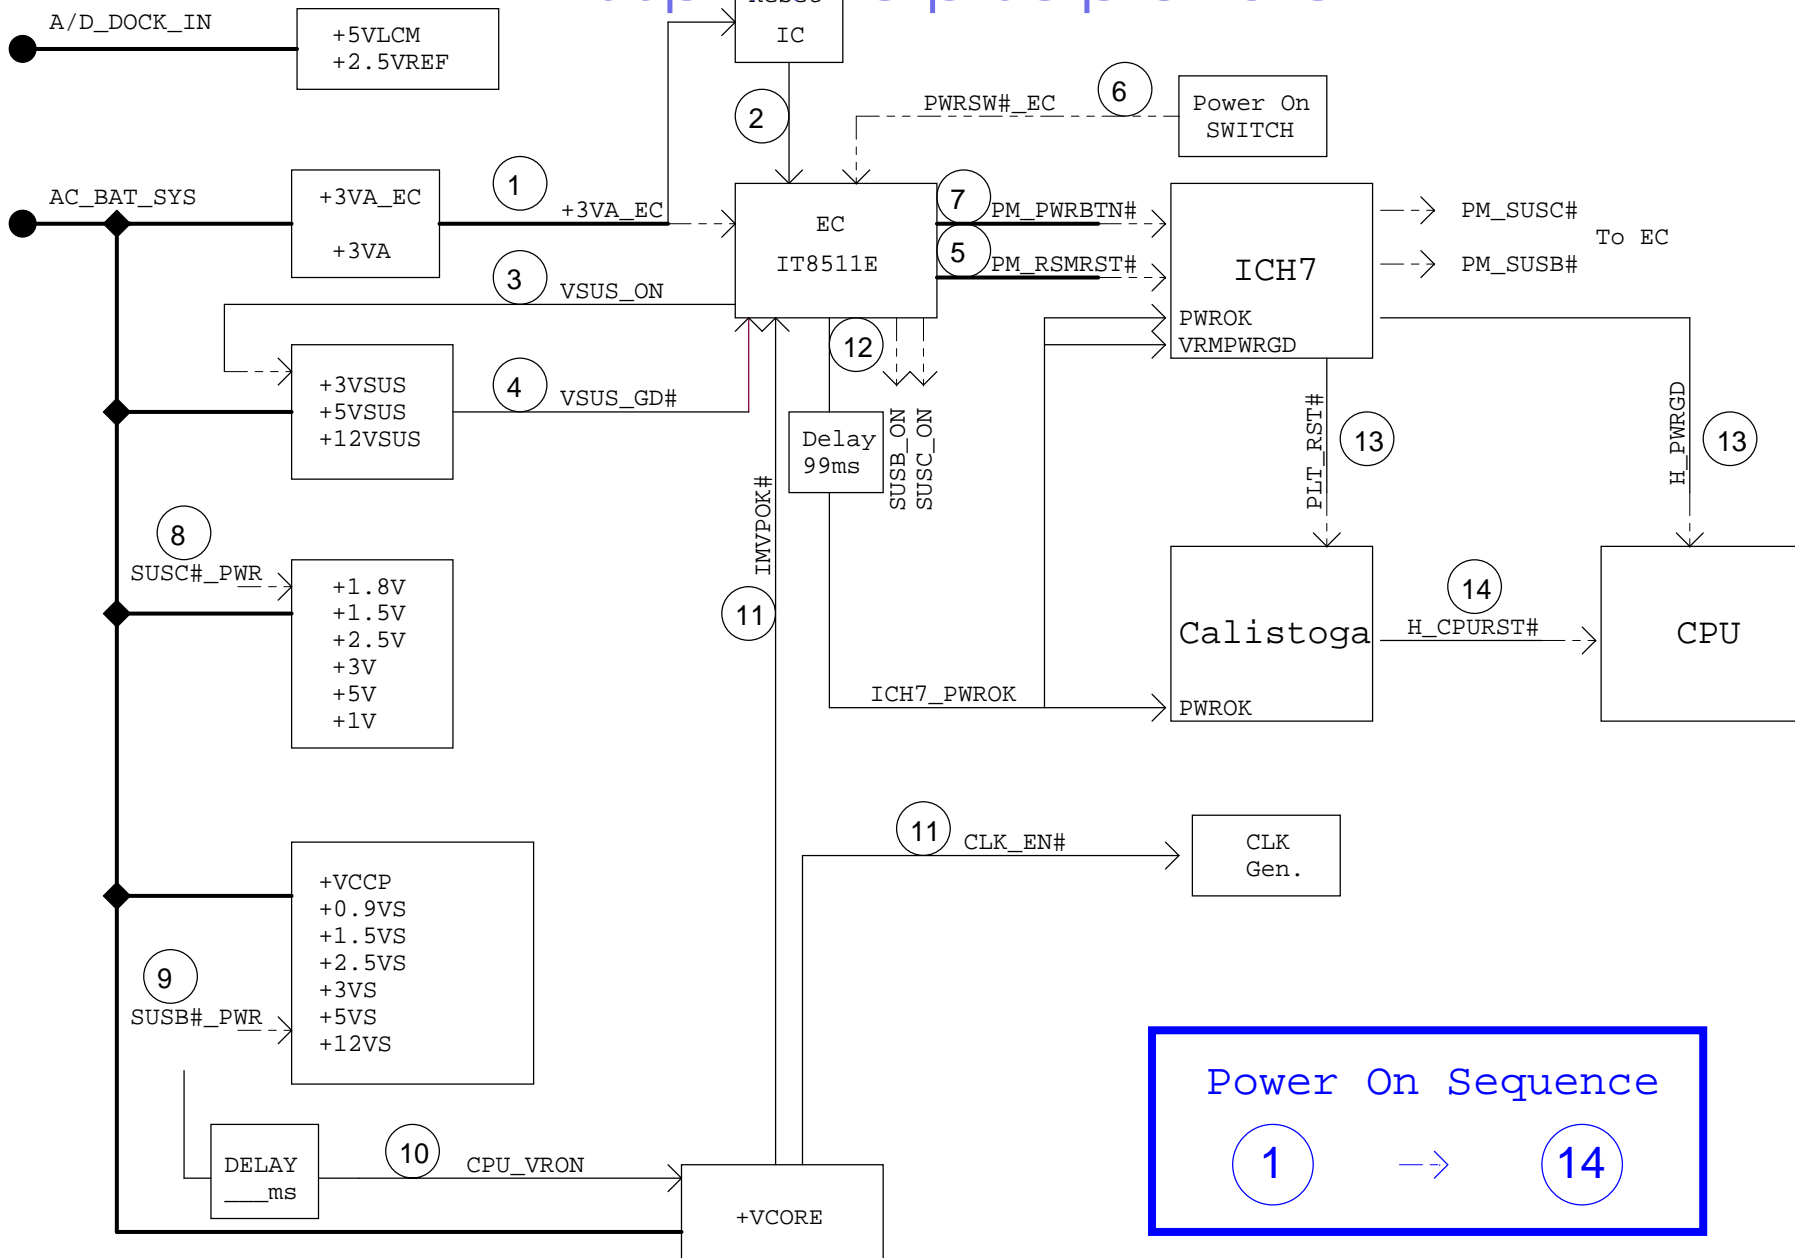 A/D_DOCK_IN
+5VLCM
+2.5VREF
IC
2
PWRSW#_EC
6
Power On
SWITCH
AC_BAT_SYS
+3VA_EC
+3VA
1
+3VA_EC
EC
IT8511E
7
PM_PWRBTN#
5
PM_RSMRST#
ICH7
PWROK
VRMPWRGD
PM_SUSC#
PM_SUSB#
To EC
3
VSUS_ON
+3VSUS
+5VSUS
+12VSUS
4
VSUS_GD#
12
Delay
99ms
SUSB_ON
SUSC_ON
PLT_RST#
13
H_PWRGD
13
IMVPOK#
11
8
SUSC#_PWR
+1.8V
+1.5V
+2.5V
+3V
+5V
+1V
ICH7_PWROK
Calistoga
PWROK
14
H_CPURST#
CPU
11
CLK_EN#
CLK
Gen.
+VCCP
+0.9VS
+1.5VS
+2.5VS
+3VS
+5VS
+12VS
9
SUSB#_PWR
DELAY
___ms
10
CPU_VRON
+VCORE
Power On Sequence
1
14